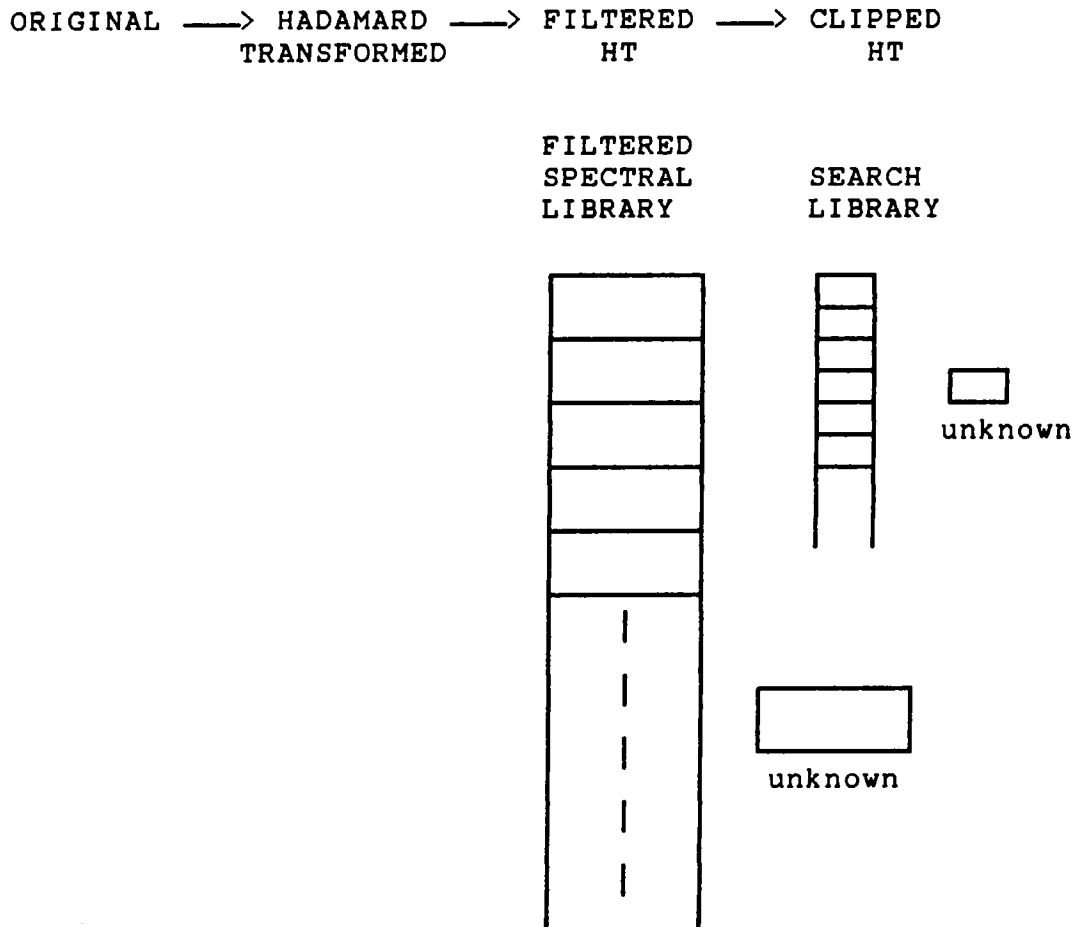 ORIGINAL ——> HADAMARD ——> FILTERED ——> CLIPPED
TRANSFORMED HT HT
FILTERED
SPECTRAL SEARCH
LIBRARY LIBRARY
unknown
unknown